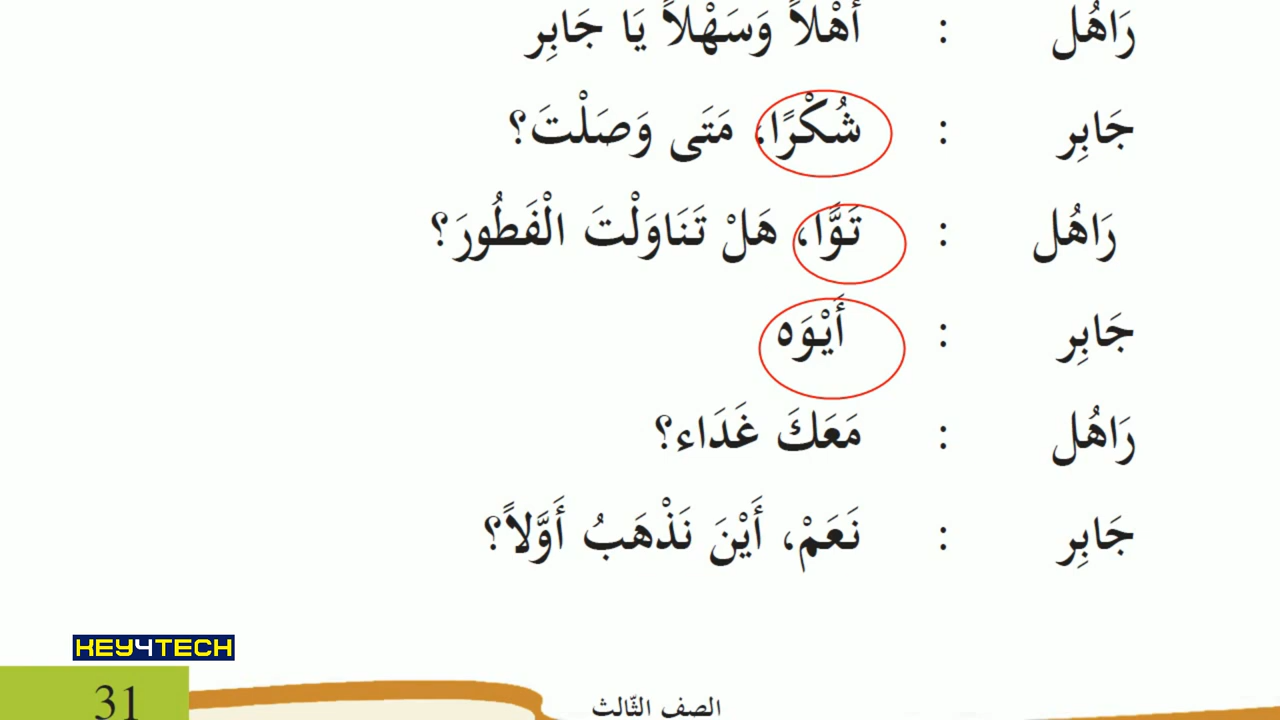 رَاهُل : أَهْلاً وَسَهْلاً يَا جَابِر
جَابِر : شُكْرًا، مَتَى وَصَلْتَ؟
رَاهُل : تَوًّا، هَلْ تَنَاوَلْتَ الْفَطُورَ؟
جَابِر : أَيْوَه
رَاهُل : مَعَكَ غَدَاء؟
جَابِر : نَعَمْ، أَيْنَ نَذْهَبُ أَوَّلاً؟
KEY4TECH
الصف الثّالث
31